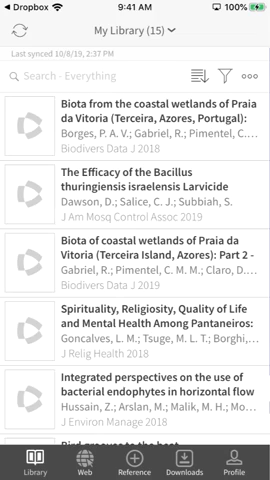 Dropbox 9:41 AM 100%
My Library (15)
Last synced 10/8/19, 2:37 PM
Search - Everything
Biota from the coastal wetlands of Praia
da Vitoria (Terceira, Azores, Portugal):
Borges, P. A. V.; Gabriel, R.; Pimentel, C....
Biodivers Data J 2018
The Efficacy of the Bacillus
thuringiensis israelensis Larvicide
Dawson, D.; Salice, C. J.; Subbiah, S.
J Am Mosq Control Assoc 2019
Biota of coastal wetlands of Praia da
Vitória (Terceira Island, Azores): Part 2 -
Gabriel, R.; Pimentel, C. M. M.; Claro, D....
Biodivers Data J 2019
Spirituality, Religiosity, Quality of Life
and Mental Health Among Pantaneiros:
Goncalves, L. M.; Tsuge, M. L. T.; Borghi,...
J Relig Health 2018
Integrated perspectives on the use of
bacterial endophytes in horizontal flow
Hussain, Z.; Arslan, M.; Malik, M. H.; Mo...
J Environ Manage 2018
Library Web Reference Downloads Profile